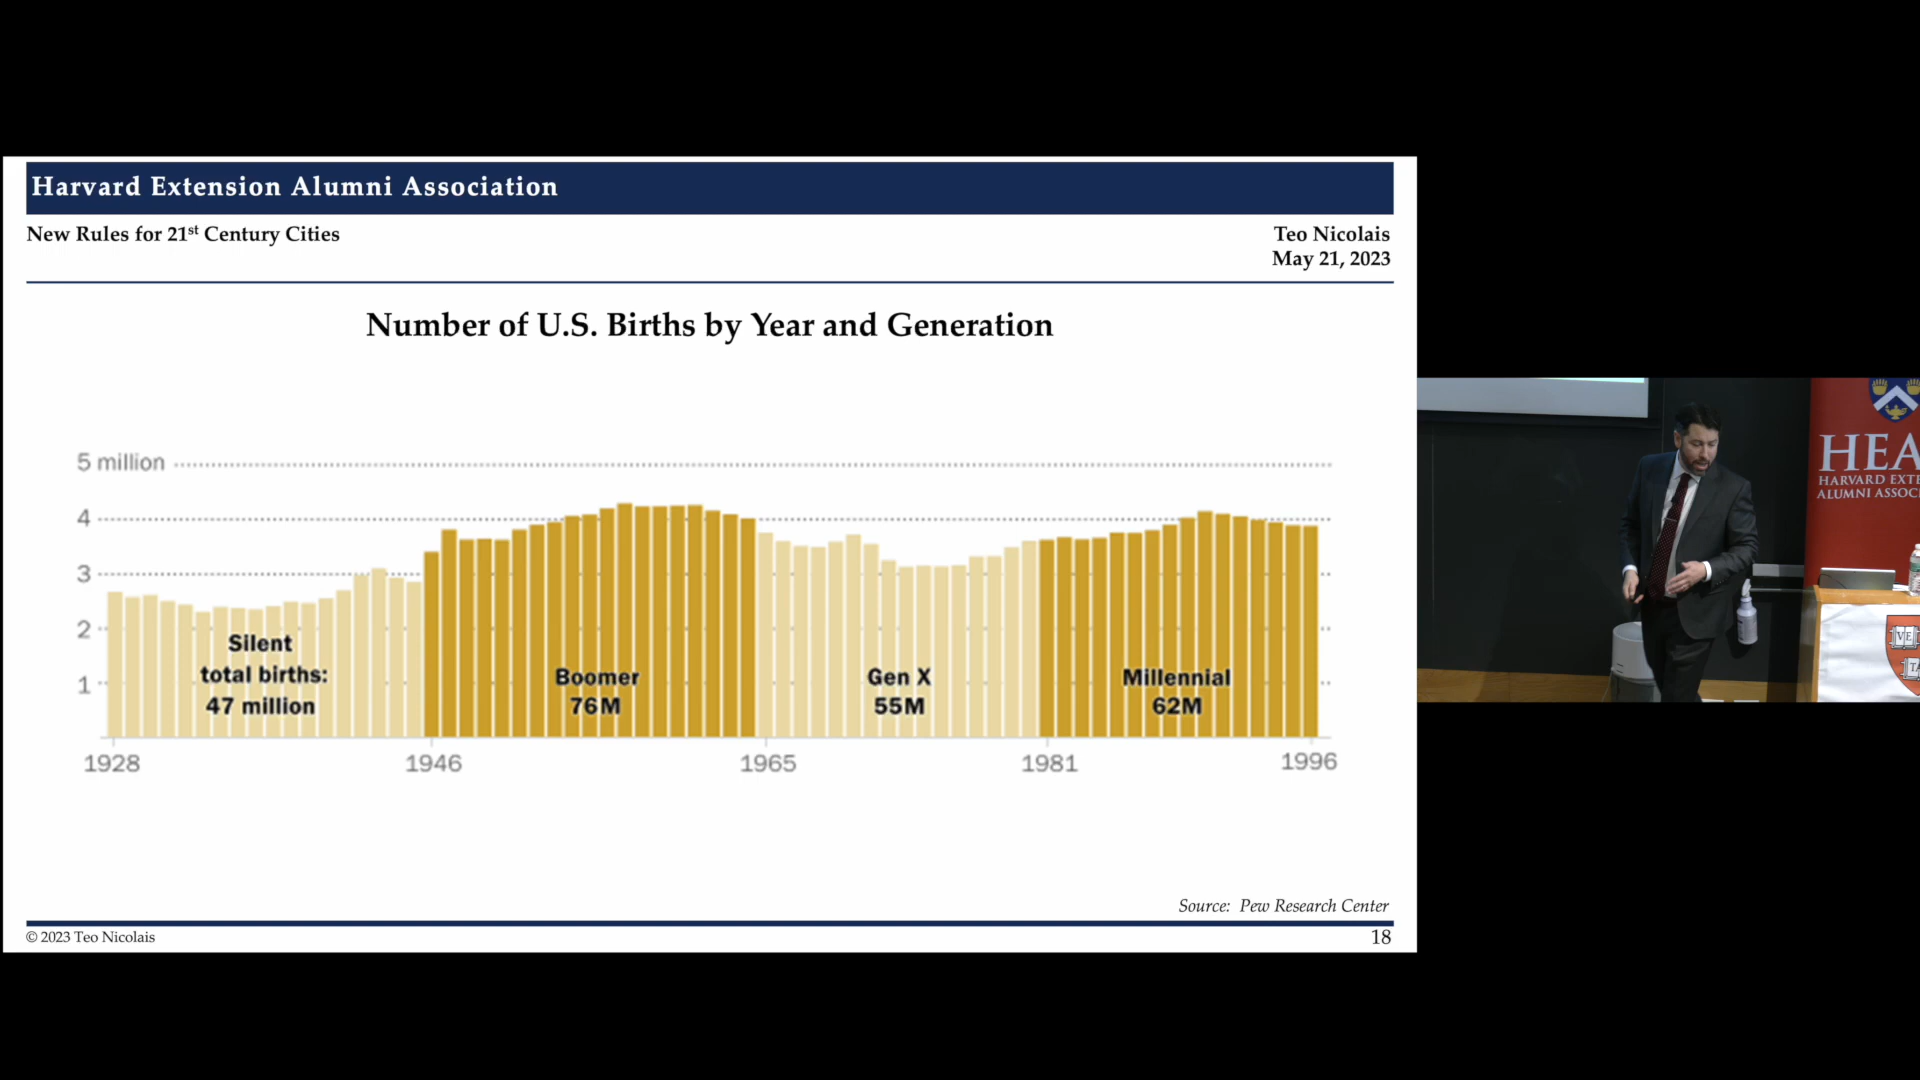 Harvard Extension Alumni Association
New Rules for 21st Century Cities
Teo Nicolais
May 21, 2023
Number of U.S. Births by Year and Generation
5 million
4
3
2
1
Silent
total births:
47 million
Boomer
76M
Gen X
55M
Millennial
62M
1928
1946
1965
1981
1996
Source: Pew Research Center
© 2023 Teo Nicolais
18
HEA
HARVARD EXTE
ALUMNI ASSOC
VE
TA